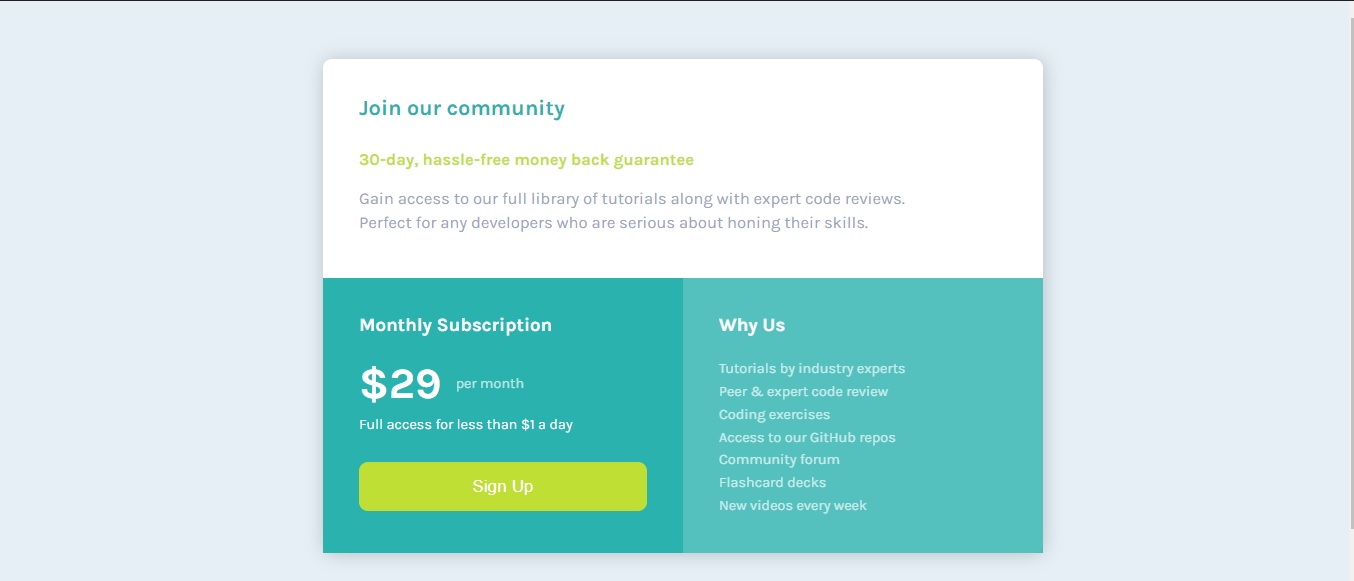 Join our community
30-day, hassle-free money back guarantee
Gain access to our full library of tutorials along with expert code reviews.
Perfect for any developers who are serious about honing their skills.
Monthly Subscription
$29 per month
Full access for less than $1 a day
Sign Up
Why Us
Tutorials by industry experts
Peer & expert code review
Coding exercises
Access to our GitHub repos
Community forum
Flashcard decks
New videos every week